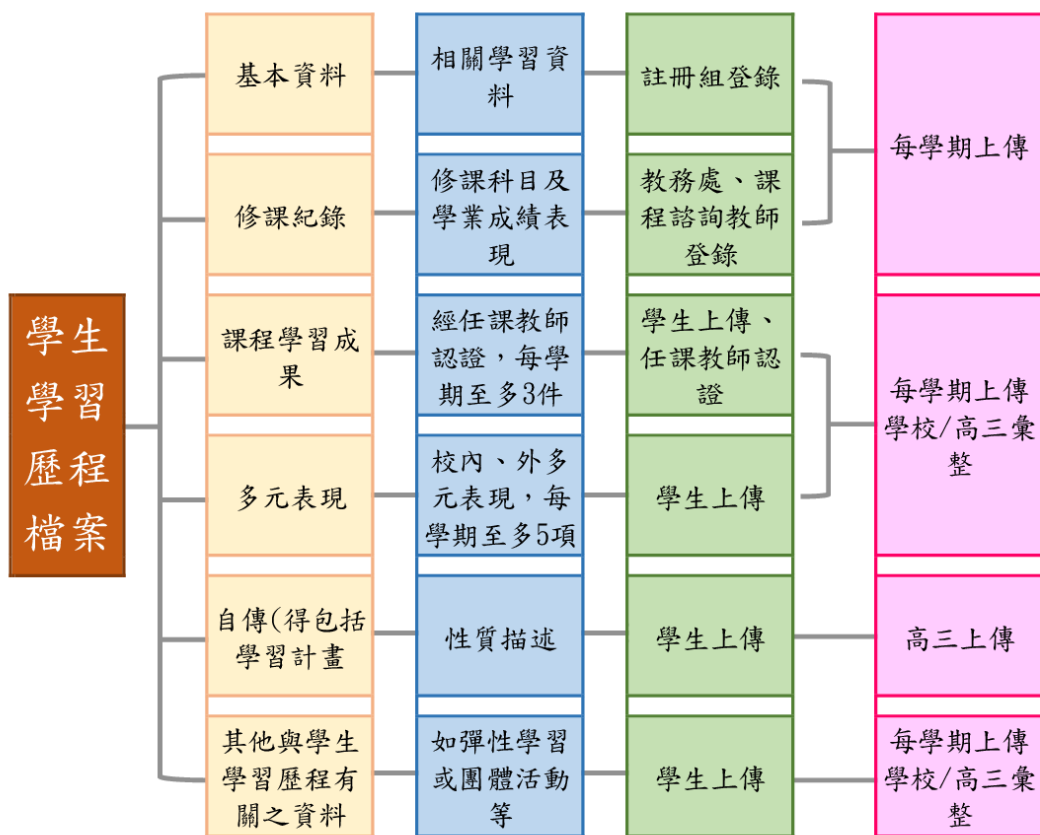 學生
學習
歷程
檔案
基本資料
相關學習資
料
註冊組登錄
每學期上傳
修課紀錄
修課科目及
學業成績表
現
教務處、課
程諮詢教師
登錄
課程學習成
果
經任課教師
認證，每學
期至多3件
學生上傳、
任課教師認
證
每學期上傳
學校/高三彙
整
多元表現
校內、外多
元表現，每
學期至多5項
學生上傳
自傳(得包括
學習計畫
性質描述
學生上傳
高三上傳
其他與學生
學習歷程有
關之資料
如彈性學習
或團體活動
等
學生上傳
每學期上傳
學校/高三彙
整